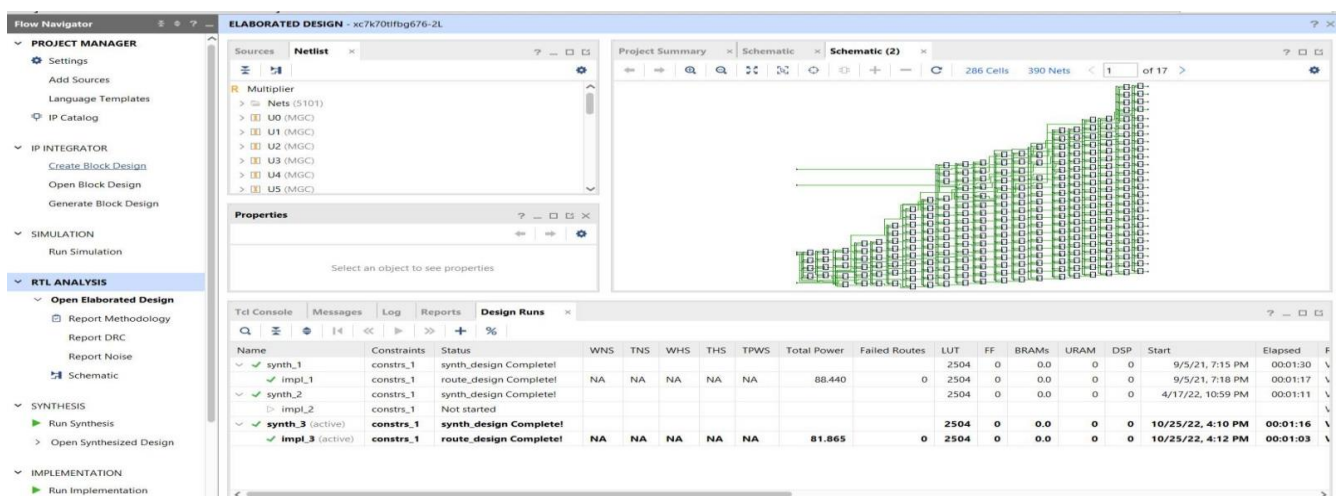 Flow Navigator
PROJECT MANAGER
Settings
Add Sources
Language Templates
IP Catalog
IP INTEGRATOR
Create Block Design
Open Block Design
Generate Block Design
SIMULATION
Run Simulation
RTL ANALYSIS
Open Elaborated Design
Report Methodology
Report DRC
Report Noise
Schematic
SYNTHESIS
Run Synthesis
Open Synthesized Design
IMPLEMENTATION
Run Implementation
ELABORATED DESIGN - xc7k70tlfbg676-2L
Sources Netlist
R Multiplier
Nets (5101)
U0 (MGC)
U1 (MGC)
U2 (MGC)
U3 (MGC)
U4 (MGC)
U5 (MGC)
Properties
Select an object to see properties
Project Summary Schematic Schematic (2)
286 Cells 390 Nets 1 of 17
Tcl Console Messages Log Reports Design Runs
Name Constraints Status WNS TNS WHS THS TPWS Total Power Failed Routes LUT FF BRAMs URAM DSP Start Elapsed
synth_1 constrs_1 synth_design Complete! 2504 0 0.0 0 0 9/5/21, 7:15 PM 00:01:30
impl_1 constrs_1 route_design Complete! NA NA NA NA NA 88.440 0 2504 0 0.0 0 0 9/5/21, 7:18 PM 00:01:17
synth_2 constrs_1 synth_design Complete! 2504 0 0.0 0 0 4/17/22, 10:59 PM 00:01:11
impl_2 constrs_1 Not started
synth_3 (active) constrs_1 synth_design Complete! 2504 0 0.0 0 0 10/25/22, 4:10 PM 00:01:16
impl_3 (active) constrs_1 route_design Complete! NA NA NA NA NA 81.865 0 2504 0 0.0 0 0 10/25/22, 4:12 PM 00:01:03